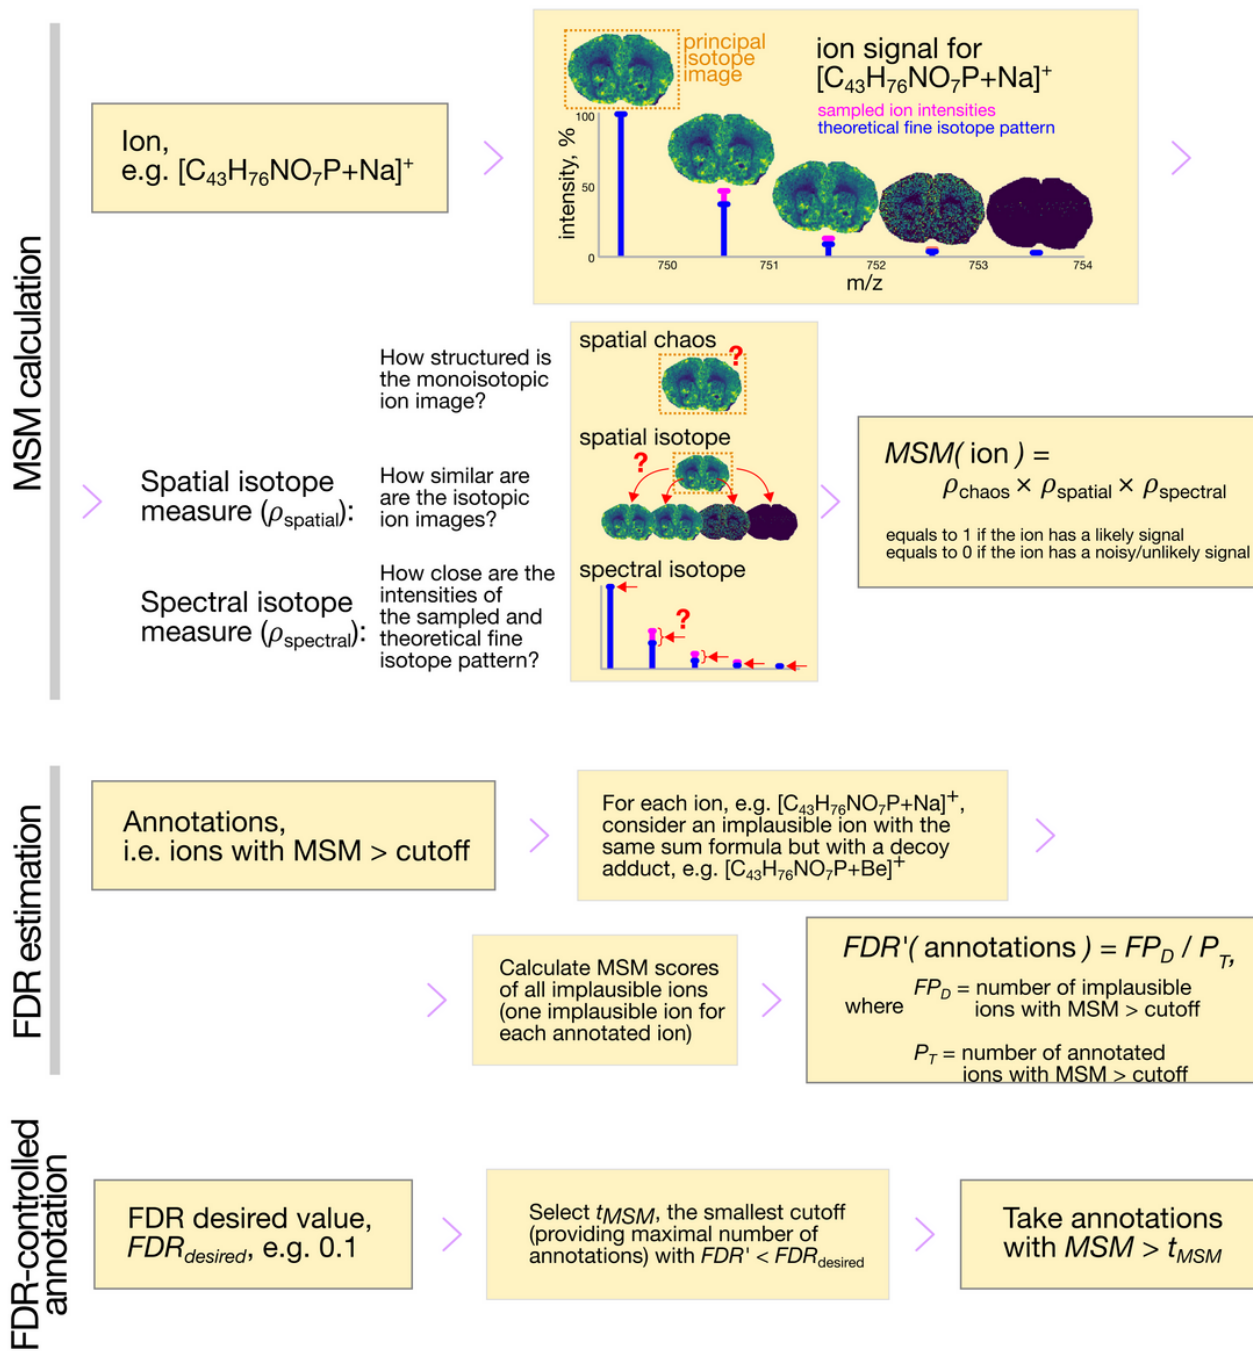 MSM calculation
Ion,
e.g. [C₄₃H₇₆NO₇P+Na]⁺
principal
isotope
image
ion signal for
[C₄₃H₇₆NO₇P+Na]⁺
sampled ion intensities
theoretical fine isotope pattern
intensity, %
100
50
0
750
751
752
753
754
m/z
How structured is
the monoisotopic
ion image?
spatial chaos
?
Spatial isotope
measure (ρspatial):
How similar are
are the isotopic
ion images?
spatial isotope
?
Spectral isotope
measure (ρspectral):
How close are the
intensities of
the sampled and
theoretical fine
isotope pattern?
spectral isotope
?
MSM( ion ) =
ρchaos × ρspatial × ρspectral
equals to 1 if the ion has a likely signal
equals to 0 if the ion has a noisy/unlikely signal
FDR estimation
Annotations,
i.e. ions with MSM > cutoff
For each ion, e.g. [C₄₃H₇₆NO₇P+Na]⁺,
consider an implausible ion with the
same sum formula but with a decoy
adduct, e.g. [C₄₃H₇₆NO₇P+Be]⁺
Calculate MSM scores
of all implausible ions
(one implausible ion for
each annotated ion)
FDR'( annotations ) = FP_D / P_T,
where FP_D = number of implausible
ions with MSM > cutoff
P_T = number of annotated
ions with MSM > cutoff
FDR-controlled
annotation
FDR desired value,
FDRdesired, e.g. 0.1
Select tMSM, the smallest cutoff
(providing maximal number of
annotations) with FDR' < FDRdesired
Take annotations
with MSM > tMSM